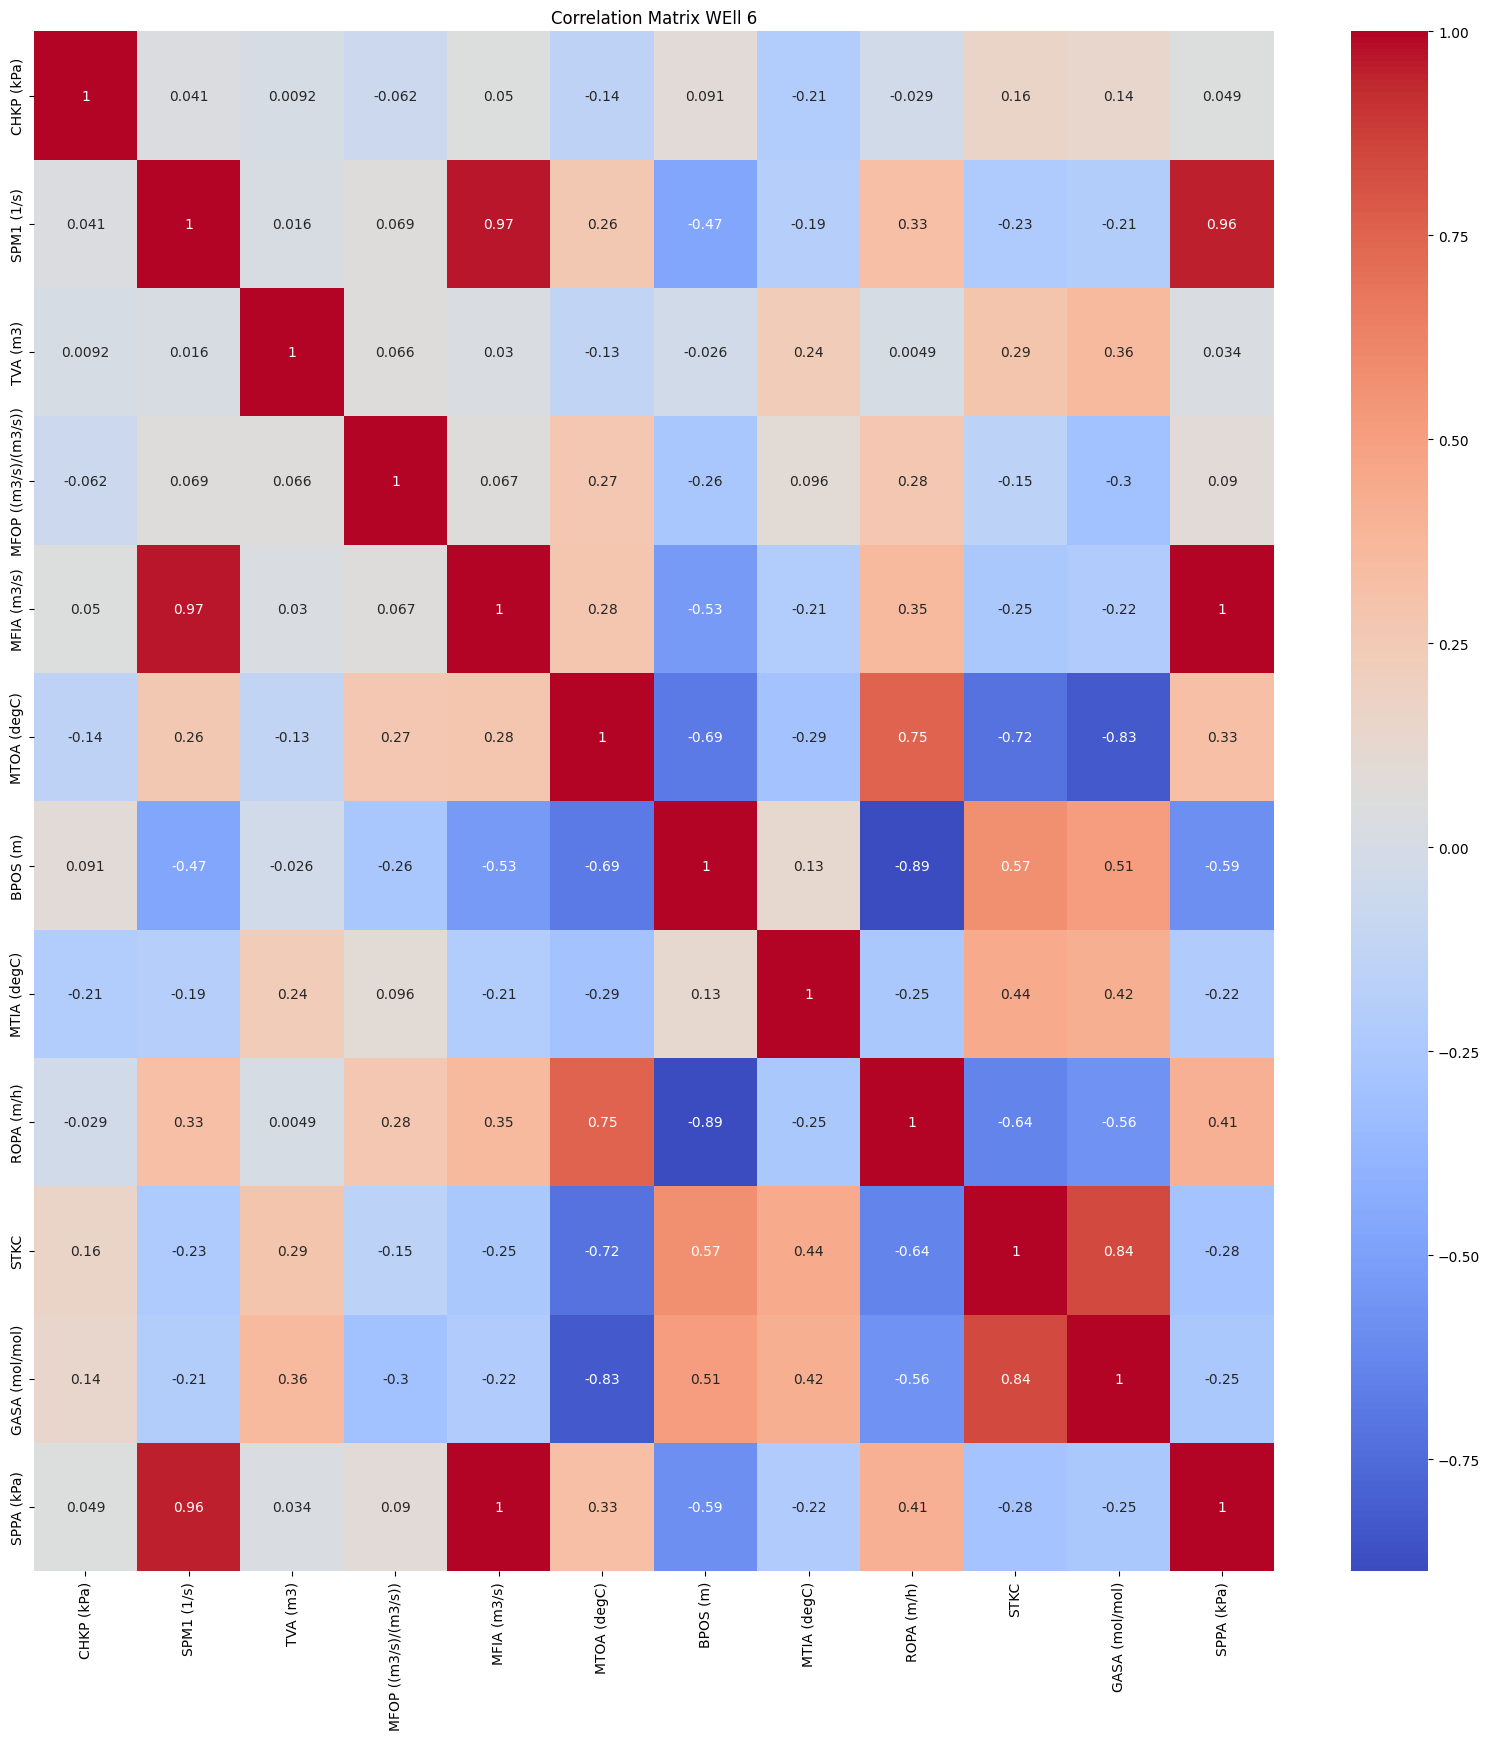 Correlation Matrix WEll 6
CHKP (kPa) 1 0.041 0.0092 -0.062 0.05 -0.14 0.091 -0.21 -0.029 0.16 0.14 0.049
SPM1 (1/s) 0.041 1 0.016 0.069 0.97 0.26 -0.47 -0.19 0.33 -0.23 -0.21 0.96
TVA (m3) 0.0092 0.016 1 0.066 0.03 -0.13 -0.026 0.24 0.0049 0.29 0.36 0.034
MFOP ((m3/s)/(m3/s)) -0.062 0.069 0.066 1 0.067 0.27 -0.26 0.096 0.28 -0.15 -0.3 0.09
MFIA (m3/s) 0.05 0.97 0.03 0.067 1 0.28 -0.53 -0.21 0.35 -0.25 -0.22 1
MTOA (degC) -0.14 0.26 -0.13 0.27 0.28 1 -0.69 -0.29 0.75 -0.72 -0.83 0.33
BPOS (m) 0.091 -0.47 -0.026 -0.26 -0.53 -0.69 1 0.13 -0.89 0.57 0.51 -0.59
MTIA (degC) -0.21 -0.19 0.24 0.096 -0.21 -0.29 0.13 1 -0.25 0.44 0.42 -0.22
ROPA (m/h) -0.029 0.33 0.0049 0.28 0.35 0.75 -0.89 -0.25 1 -0.64 -0.56 0.41
STKC 0.16 -0.23 0.29 -0.15 -0.25 -0.72 0.57 0.44 -0.64 1 0.84 -0.28
GASA (mol/mol) 0.14 -0.21 0.36 -0.3 -0.22 -0.83 0.51 0.42 -0.56 0.84 1 -0.25
SPPA (kPa) 0.049 0.96 0.034 0.09 1 0.33 -0.59 -0.22 0.41 -0.28 -0.25 1
CHKP (kPa) SPM1 (1/s) TVA (m3) MFOP ((m3/s)/(m3/s)) MFIA (m3/s) MTOA (degC) BPOS (m) MTIA (degC) ROPA (m/h) STKC GASA (mol/mol) SPPA (kPa)
1.00
0.75
0.50
0.25
0.00
−0.25
−0.50
−0.75